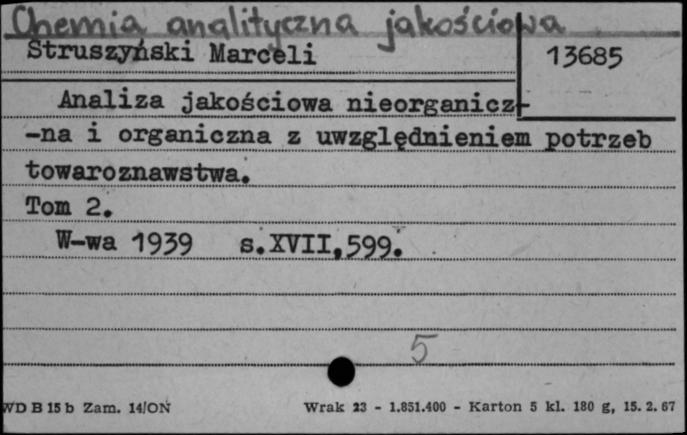 Chemia analityczna jakościowa
Struszyński Marceli
13685
Analiza jakościowa nieorganicz-
-na i organiczna z uwzględnieniem potrzeb
towaroznawstwa.
Tom 2.
W-wa 1939 s.XVII,599.
5
WD B 15 b Zam. 14/ON
Wrak 23 - 1.851.400 - Karton 5 kl. 180 g, 15. 2. 67